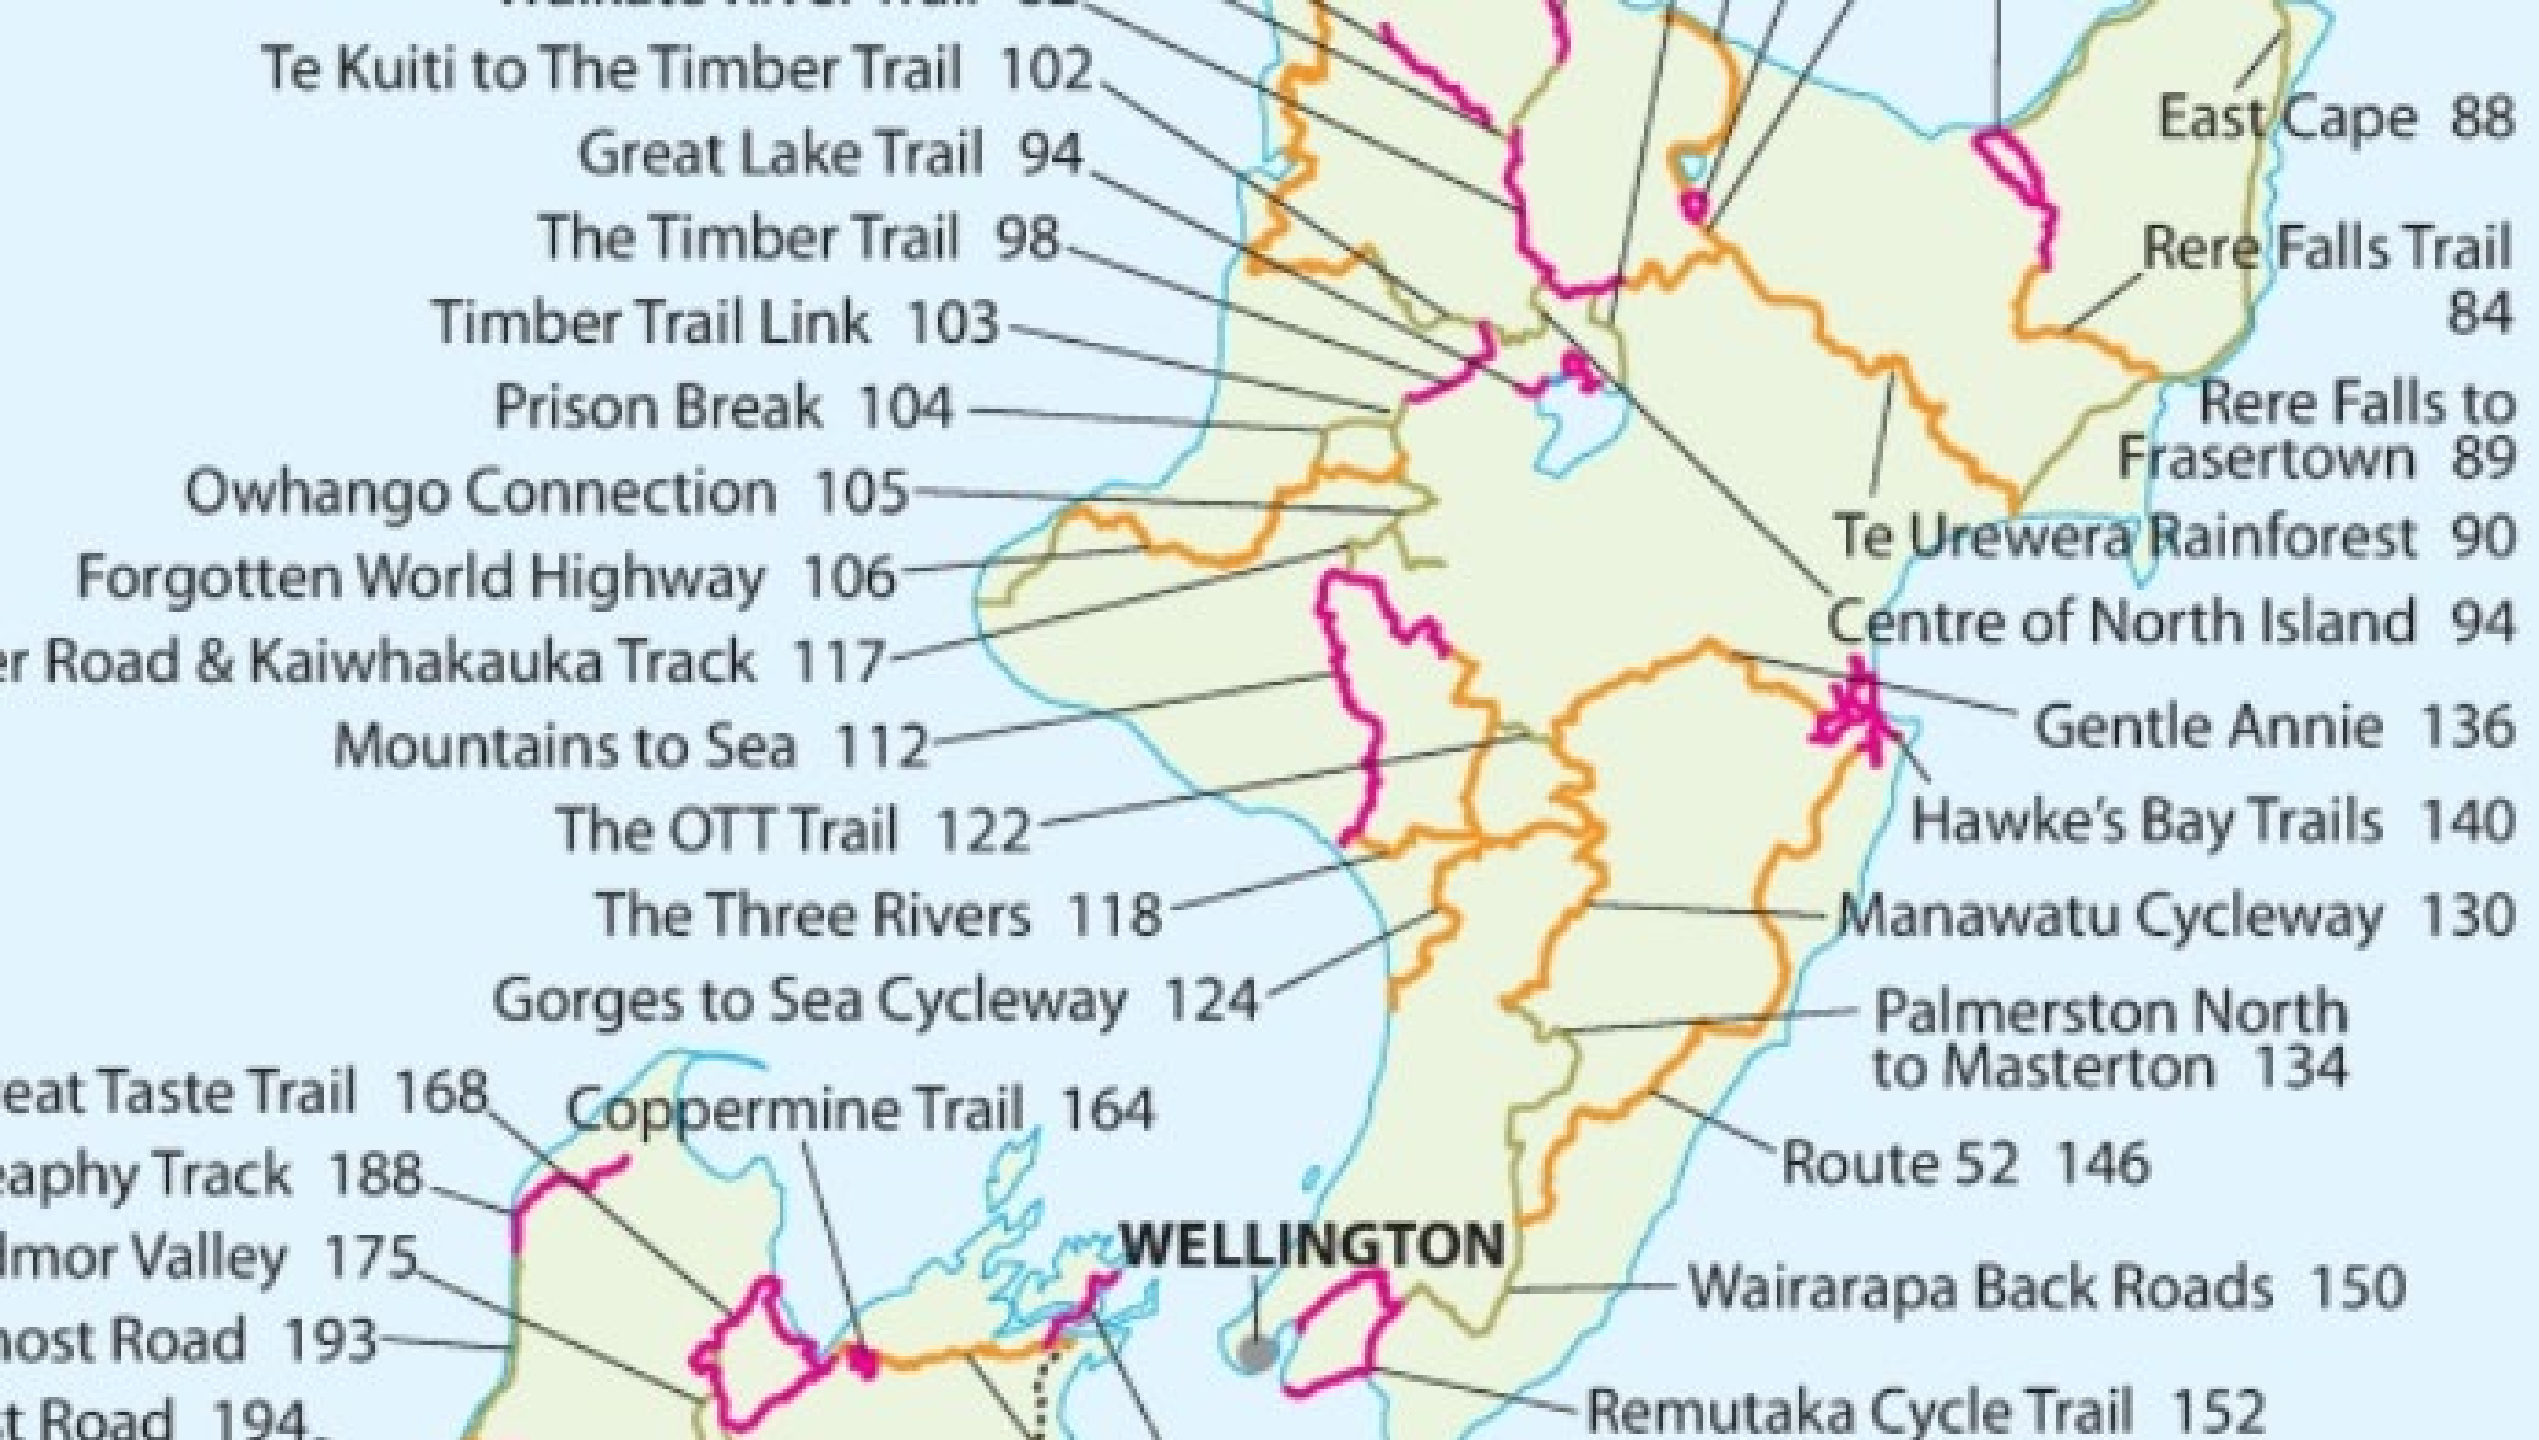 River Trail
Te Kuiti to The Timber Trail 102
Great Lake Trail 94
The Timber Trail 98
Timber Trail Link 103
Prison Break 104
Owhango Connection 105
Forgotten World Highway 106
Road & Kaiwhakauka Track 117
Mountains to Sea 112
The OTT Trail 122
The Three Rivers 118
Gorges to Sea Cycleway 124
Taste Trail 168
Coppermine Trail 164
Track 188
Valley 175
Road 193
Road 194
WELLINGTON
East Cape 88
Rere Falls Trail
84
Rere Falls to
Frasertown 89
Te Urewera Rainforest 90
Centre of North Island 94
Gentle Annie 136
Hawke's Bay Trails 140
Manawatu Cycleway 130
Palmerston North
to Masterton 134
Route 52 146
Wairarapa Back Roads 150
Remutaka Cycle Trail 152